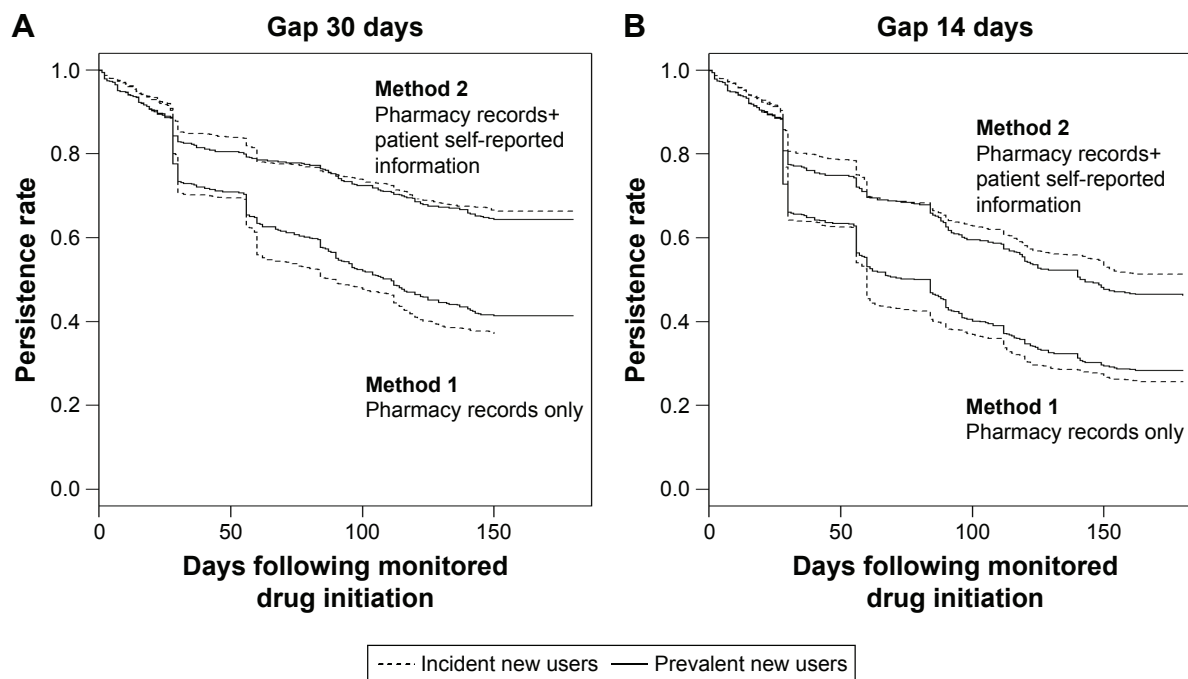 A
Gap 30 days
1.0
0.8
0.6
0.4
0.2
0.0
Persistence rate
Method 2
Pharmacy records+
patient self-reported
information
Method 1
Pharmacy records only
0
50
100
150
Days following monitored
drug initiation
B
Gap 14 days
1.0
0.8
0.6
0.4
0.2
0.0
Persistence rate
Method 2
Pharmacy records+
patient self-reported
information
Method 1
Pharmacy records only
0
50
100
150
Days following monitored
drug initiation
Incident new users
Prevalent new users